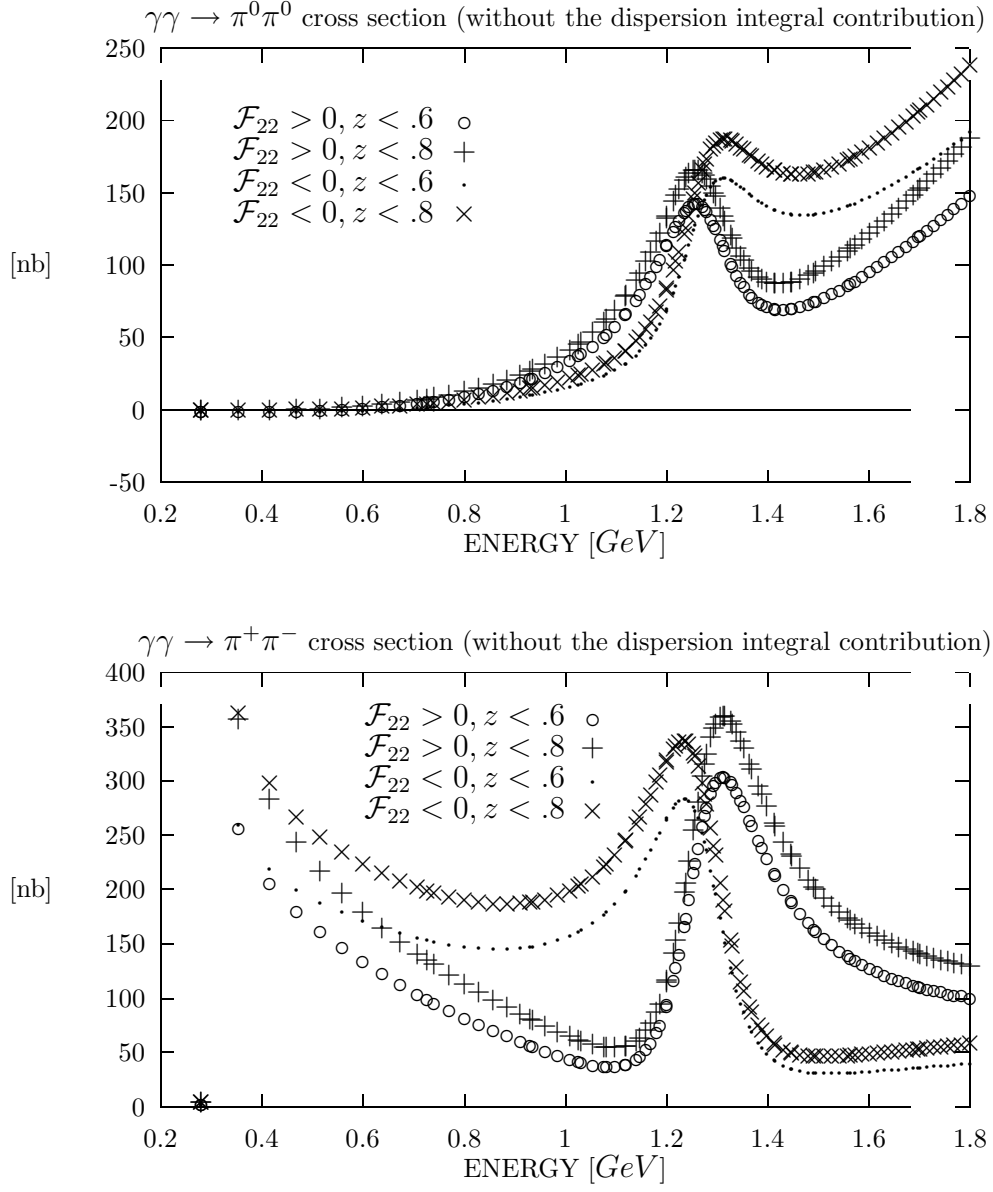 γγ → π⁰π⁰ cross section (without the dispersion integral contribution)
250
200
150
100
50
0
-50
[nb]
ℱ₂₂ > 0, z < .6
ℱ₂₂ > 0, z < .8
ℱ₂₂ < 0, z < .6
ℱ₂₂ < 0, z < .8
0.2 0.4 0.6 0.8 1 1.2 1.4 1.6 1.8
ENERGY [GeV]
γγ → π⁺π⁻ cross section (without the dispersion integral contribution)
400
350
300
250
200
150
100
50
0
[nb]
ℱ₂₂ > 0, z < .6
ℱ₂₂ > 0, z < .8
ℱ₂₂ < 0, z < .6
ℱ₂₂ < 0, z < .8
0.2 0.4 0.6 0.8 1 1.2 1.4 1.6 1.8
ENERGY [GeV]